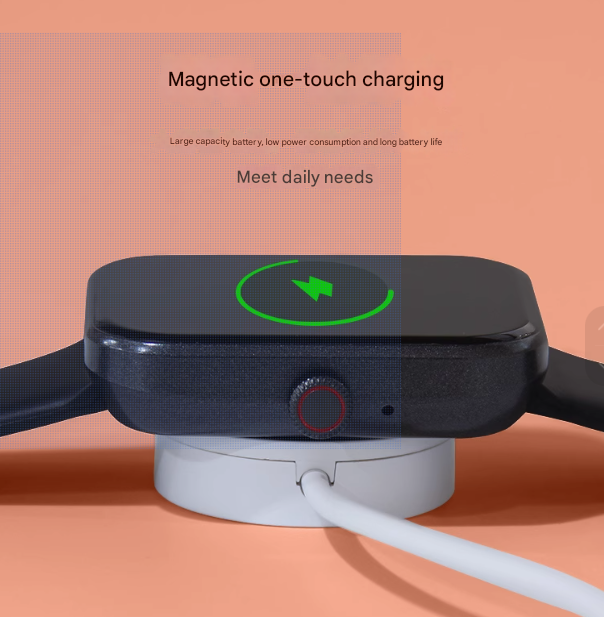 Magnetic one-touch charging
Large capacity battery, low power consumption and long battery life
Meet daily needs